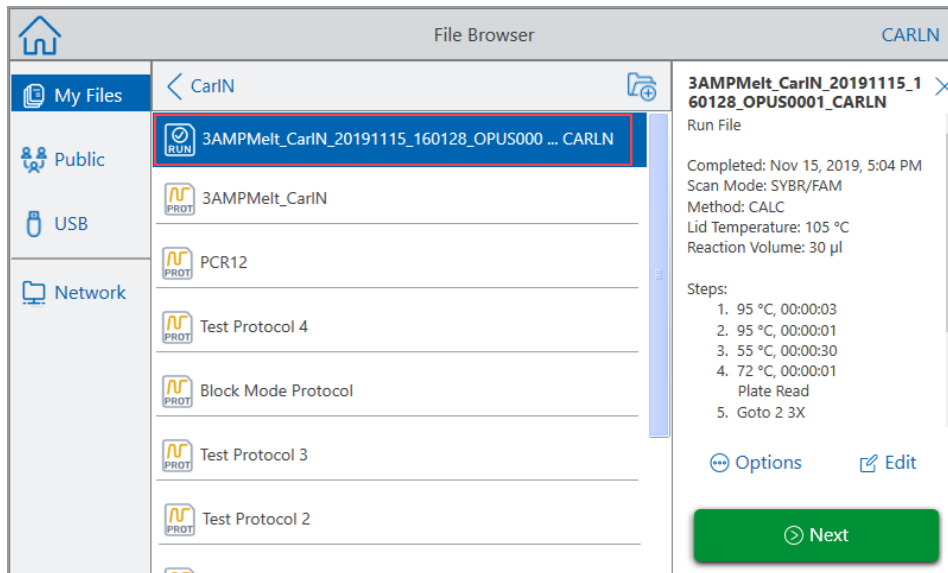 File Browser
CARLN
My Files
Public
USB
Network
CarlN
RUN
3AMPMelt_CarlN_20191115_160128_OPUS000 ... CARLN
PROT
3AMPMelt_CarlN
PROT
PCR12
PROT
Test Protocol 4
PROT
Block Mode Protocol
PROT
Test Protocol 3
PROT
Test Protocol 2
3AMPMelt_CarlN_20191115_1
60128_OPUS0001_CARLN
Run File
Completed: Nov 15, 2019, 5:04 PM
Scan Mode: SYBR/FAM
Method: CALC
Lid Temperature: 105 °C
Reaction Volume: 30 µl
Steps:
1. 95 °C, 00:00:03
2. 95 °C, 00:00:01
3. 55 °C, 00:00:30
4. 72 °C, 00:00:01
Plate Read
5. Goto 2 3X
Options
Edit
Next